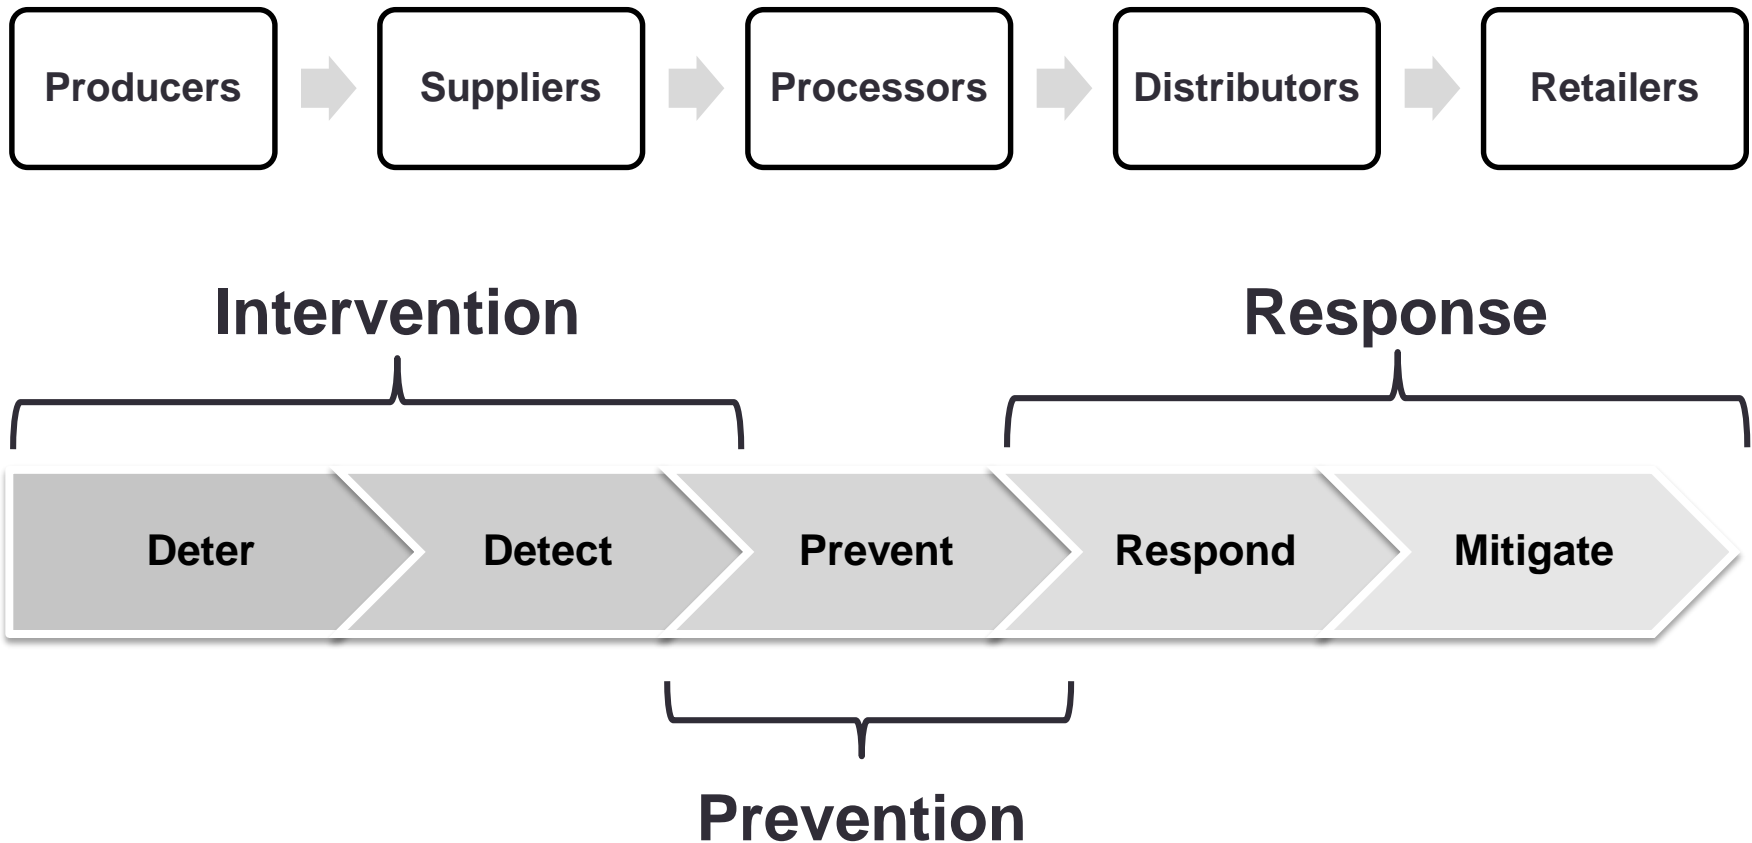 Producers
Suppliers
Processors
Distributors
Retailers
Intervention
Response
Deter
Detect
Prevent
Respond
Mitigate
Prevention